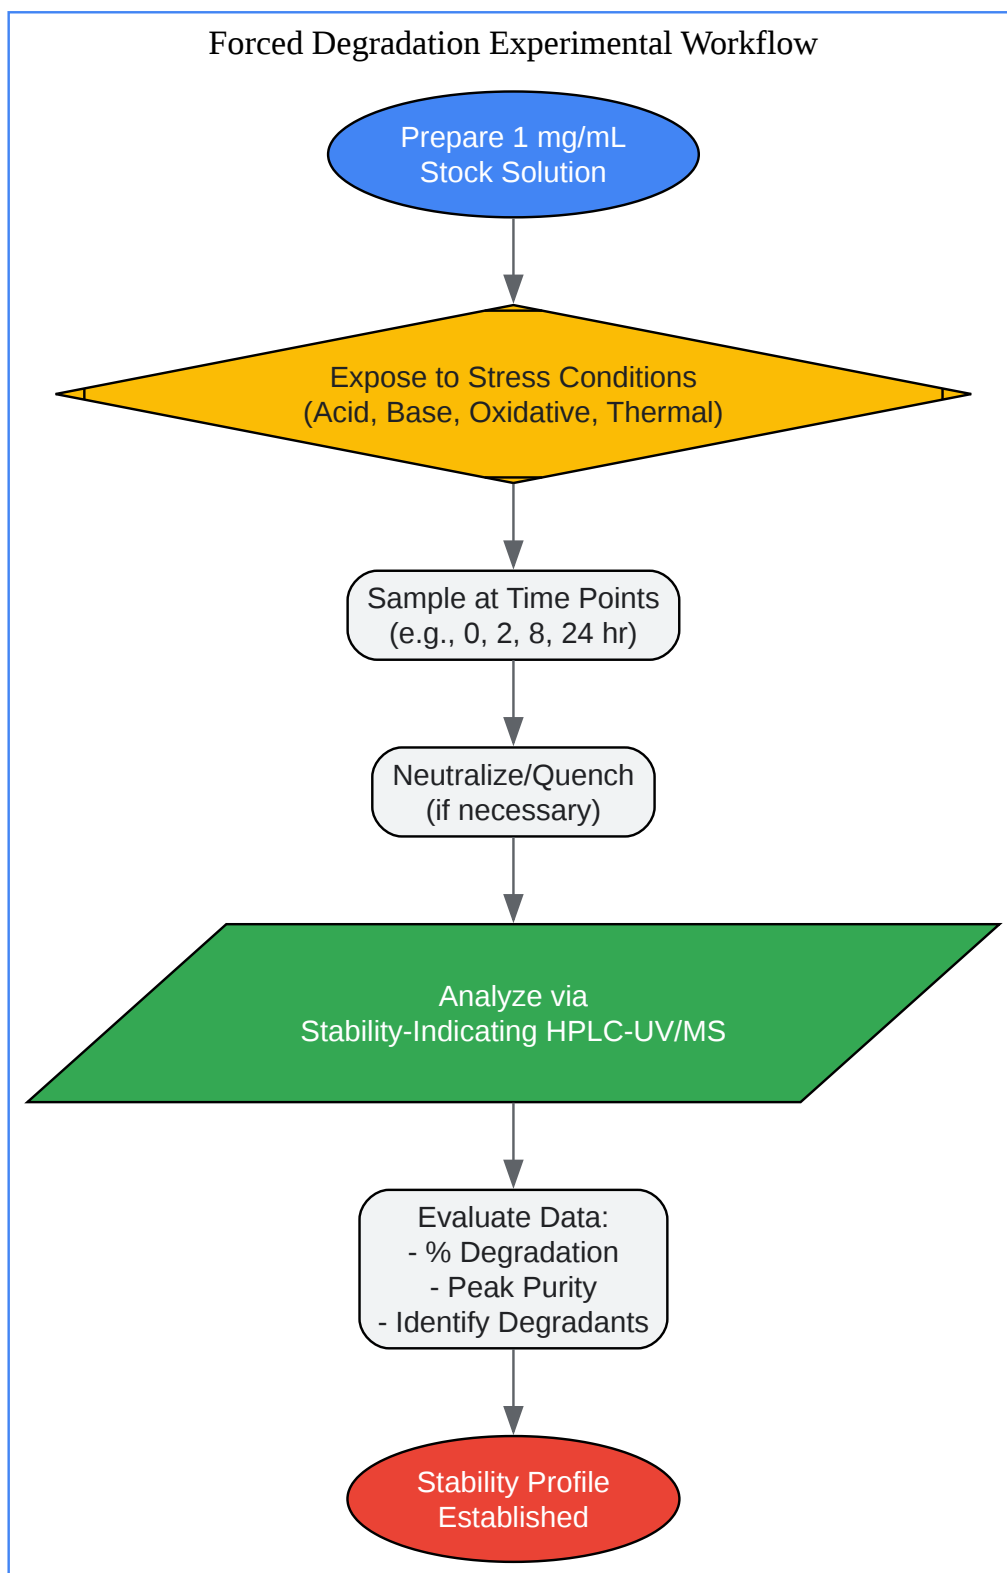 Forced Degradation Experimental Workflow
Prepare 1 mg/mL
Stock Solution
Expose to Stress Conditions
(Acid, Base, Oxidative, Thermal)
Sample at Time Points
(e.g., 0, 2, 8, 24 hr)
Neutralize/Quench
(if necessary)
Analyze via
Stability-Indicating HPLC-UV/MS
Evaluate Data:
- % Degradation
- Peak Purity
- Identify Degradants
Stability Profile
Established